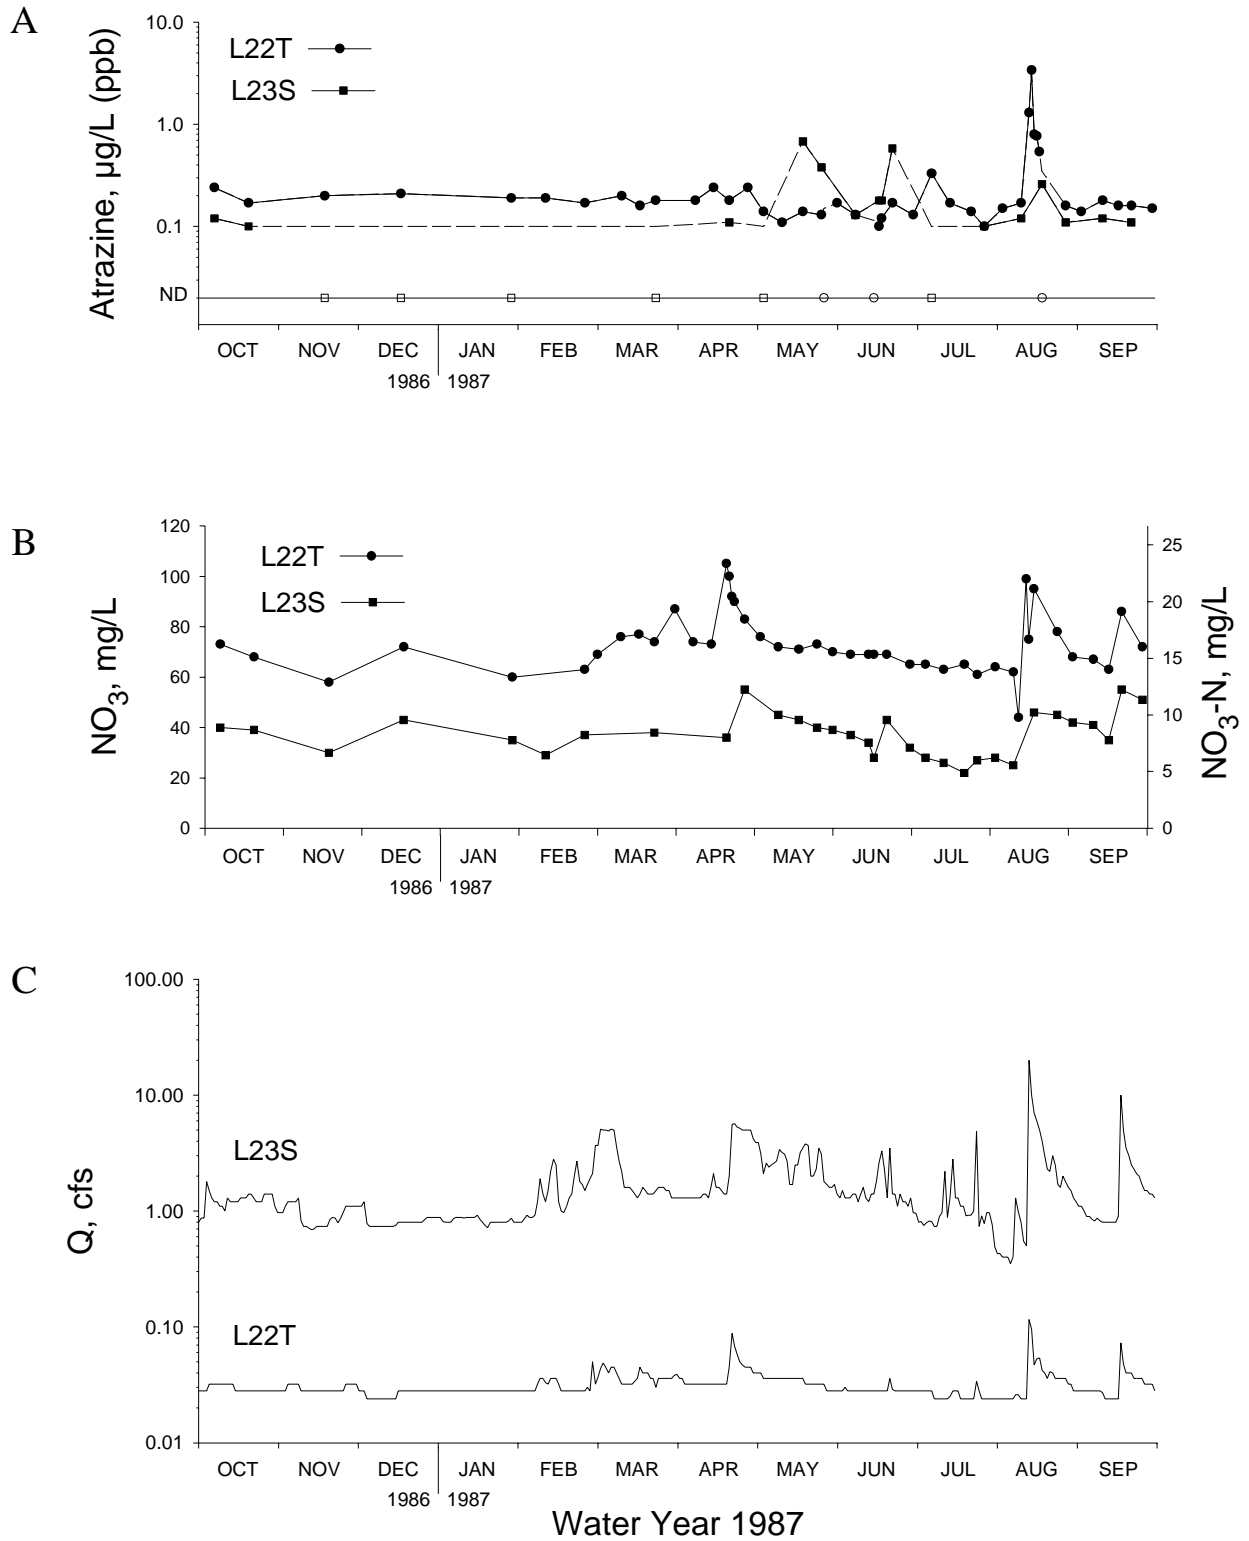 A
Atrazine, µg/L (ppb)
10.0
1.0
0.1
ND
L22T
L23S
OCT NOV DEC JAN FEB MAR APR MAY JUN JUL AUG SEP
1986 1987
B
NO3, mg/L
120
100
80
60
40
20
0
L22T
L23S
25
20
15
10
5
0
NO3-N, mg/L
OCT NOV DEC JAN FEB MAR APR MAY JUN JUL AUG SEP
1986 1987
C
Q, cfs
100.00
10.00
1.00
0.10
0.01
L23S
L22T
OCT NOV DEC JAN FEB MAR APR MAY JUN JUL AUG SEP
1986 1987
Water Year 1987